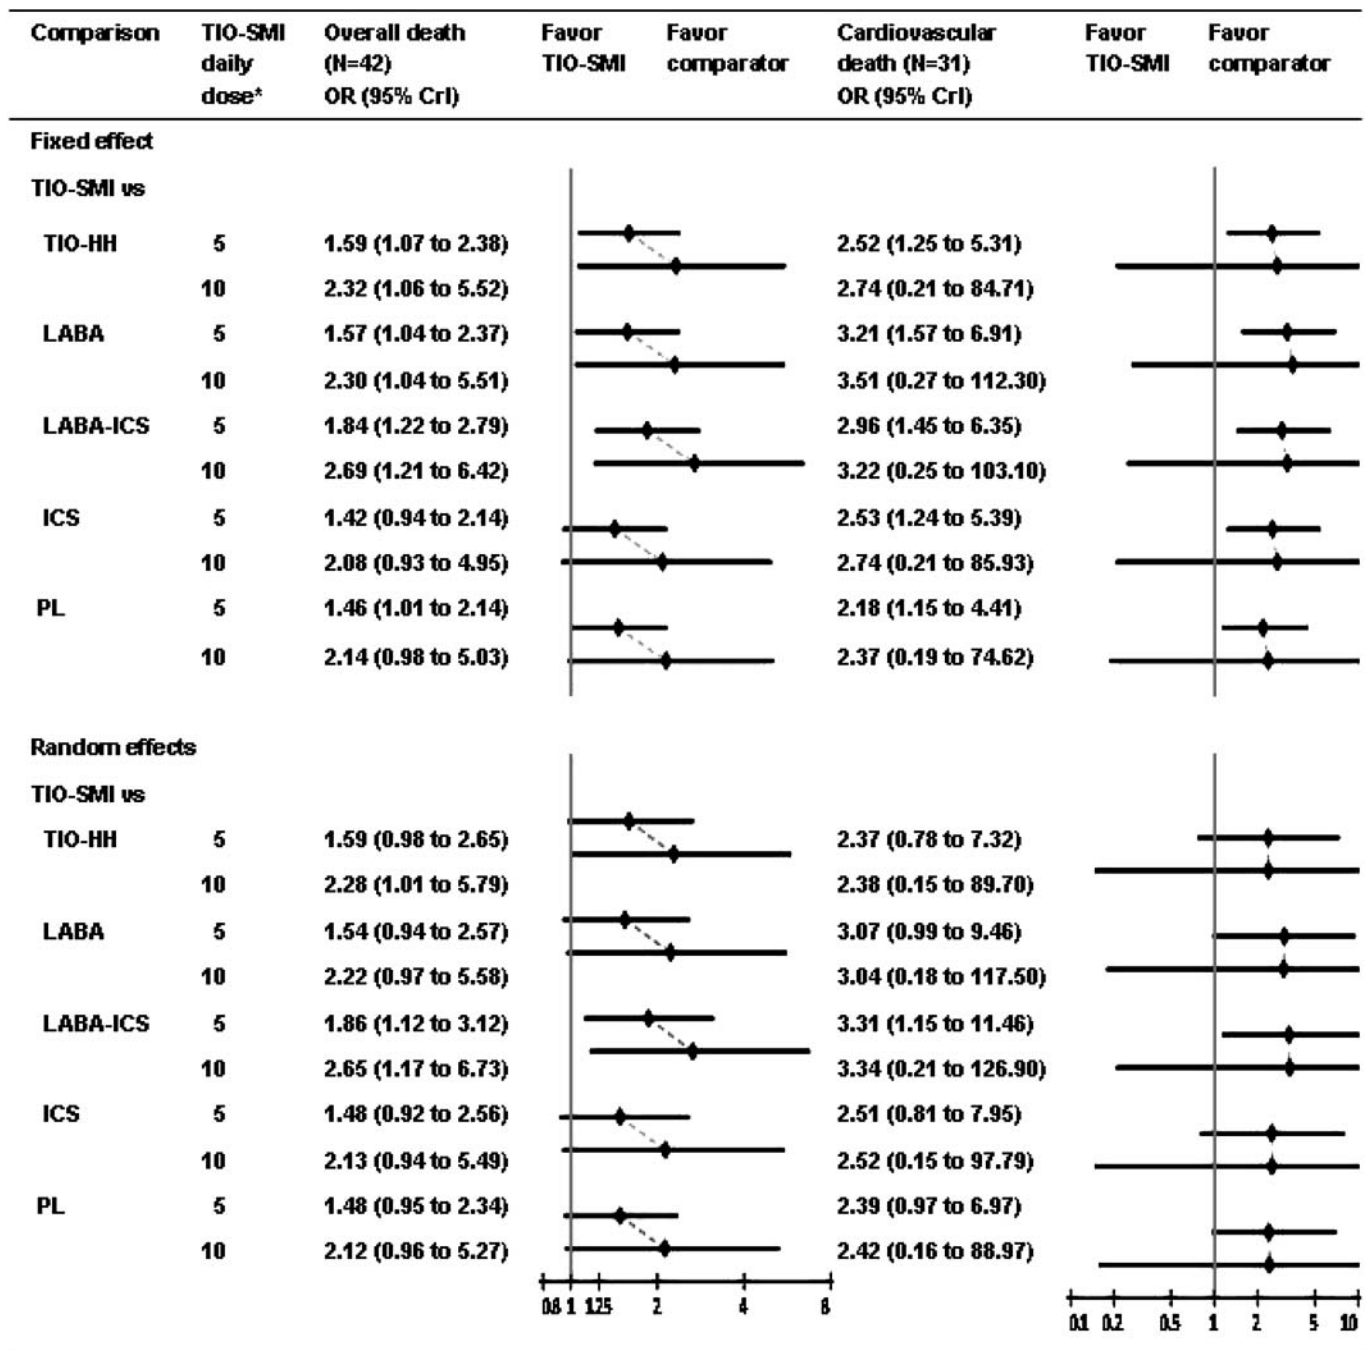 Comparison TIO-SMI Overall death Favor Favor Cardiovascular Favor Favor
daily (N=42) TIO-SMI comparator death (N=31) TIO-SMI comparator
dose* OR (95% CrI) OR (95% CrI)
Fixed effect
TIO-SMI vs
TIO-HH 5 1.59 (1.07 to 2.38) 2.52 (1.25 to 5.31)
10 2.32 (1.06 to 5.52) 2.74 (0.21 to 84.71)
LABA 5 1.57 (1.04 to 2.37) 3.21 (1.57 to 6.91)
10 2.30 (1.04 to 5.51) 3.51 (0.27 to 112.30)
LABA-ICS 5 1.84 (1.22 to 2.79) 2.96 (1.45 to 6.35)
10 2.69 (1.21 to 6.42) 3.22 (0.25 to 103.10)
ICS 5 1.42 (0.94 to 2.14) 2.53 (1.24 to 5.39)
10 2.08 (0.93 to 4.95) 2.74 (0.21 to 85.93)
PL 5 1.46 (1.01 to 2.14) 2.18 (1.15 to 4.41)
10 2.14 (0.98 to 5.03) 2.37 (0.19 to 74.62)
Random effects
TIO-SMI vs
TIO-HH 5 1.59 (0.98 to 2.65) 2.37 (0.78 to 7.32)
10 2.28 (1.01 to 5.79) 2.38 (0.15 to 89.70)
LABA 5 1.54 (0.94 to 2.57) 3.07 (0.99 to 9.46)
10 2.22 (0.97 to 5.58) 3.04 (0.18 to 117.50)
LABA-ICS 5 1.86 (1.12 to 3.12) 3.31 (1.15 to 11.46)
10 2.65 (1.17 to 6.73) 3.34 (0.21 to 126.90)
ICS 5 1.48 (0.92 to 2.56) 2.51 (0.81 to 7.95)
10 2.13 (0.94 to 5.49) 2.52 (0.15 to 97.79)
PL 5 1.48 (0.95 to 2.34) 2.39 (0.97 to 6.97)
10 2.12 (0.96 to 5.27) 2.42 (0.16 to 88.97)
0.8 1 1.25 2 4 8
0.1 0.2 0.5 1 2 5 10